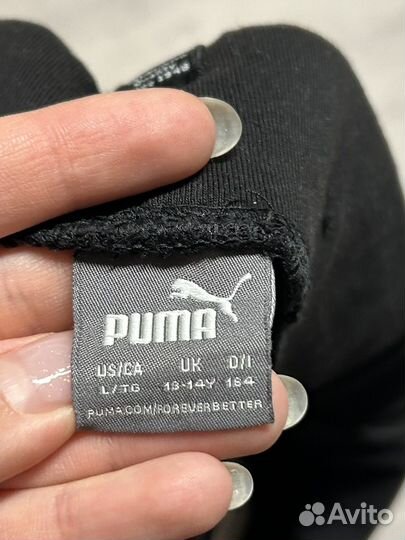 PUMA
US/CA UK D/I
L/TG 13-14Y 164
PUMA.COM/FOREVERBETTER
Avito